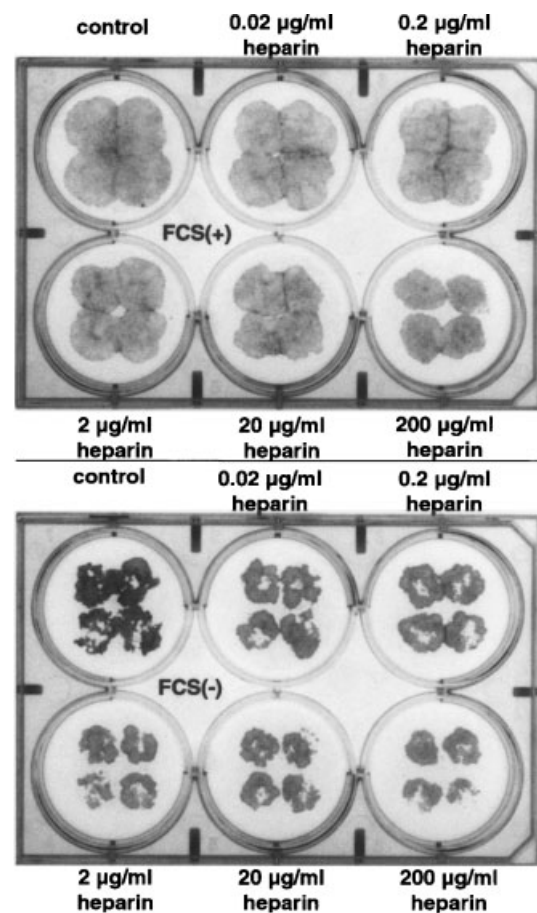 control
0.02 µg/ml
heparin
0.2 µg/ml
heparin
FCS(+)
2 µg/ml
heparin
20 µg/ml
heparin
200 µg/ml
heparin
control
0.02 µg/ml
heparin
0.2 µg/ml
heparin
FCS(-)
2 µg/ml
heparin
20 µg/ml
heparin
200 µg/ml
heparin